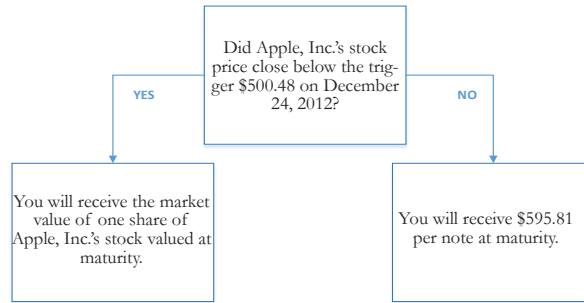 Did Apple, Inc.'s stock
price close below the trig-
ger $500.48 on December
24, 2012?
YES
NO
You will receive the market
value of one share of
Apple, Inc.'s stock valued at
maturity.
You will receive $595.81
per note at maturity.